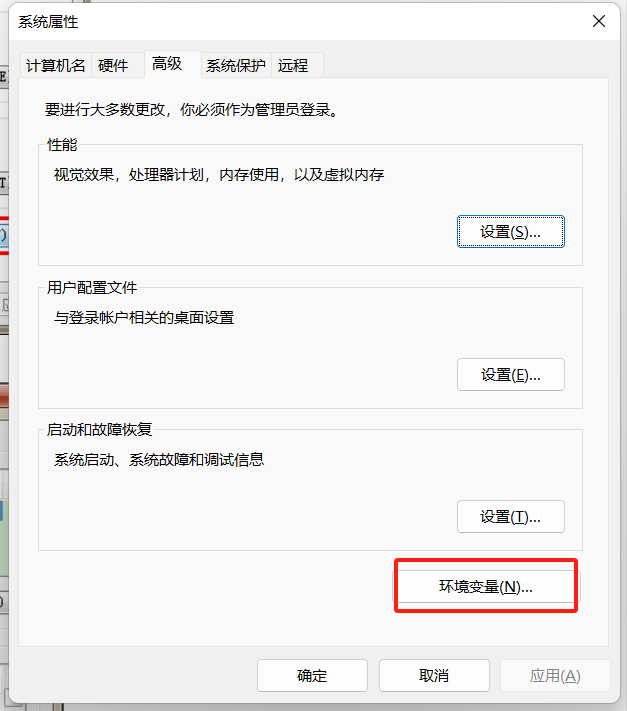 系统属性
计算机名 硬件 高级 系统保护 远程
要进行大多数更改，你必须作为管理员登录。
性能
视觉效果，处理器计划，内存使用，以及虚拟内存
设置(S)...
用户配置文件
与登录帐户相关的桌面设置
设置(E)...
启动和故障恢复
系统启动、系统故障和调试信息
设置(T)...
环境变量(N)...
确定 取消 应用(A)